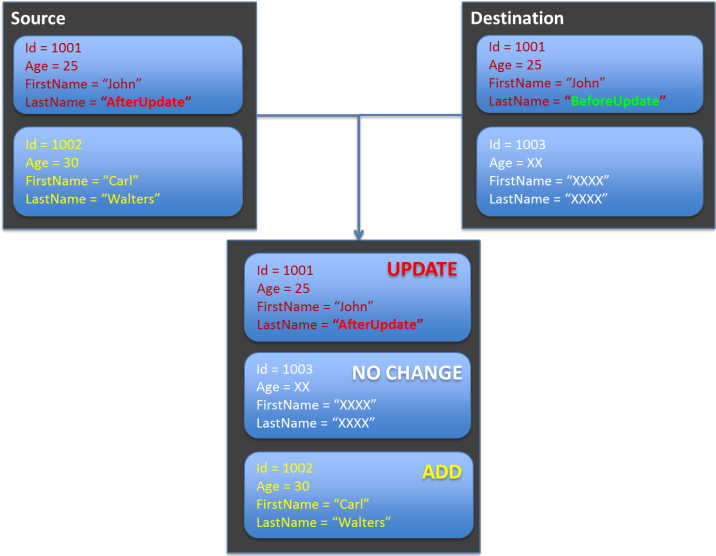 Source
Id = 1001
Age = 25
FirstName = “John”
LastName = “AfterUpdate”
Id = 1002
Age = 30
FirstName = “Carl”
LastName = “Walters”
Destination
Id = 1001
Age = 25
FirstName = “John”
LastName = “BeforeUpdate”
Id = 1003
Age = XX
FirstName = “XXXX”
LastName = “XXXX”
Id = 1001 UPDATE
Age = 25
FirstName = “John”
LastName = “AfterUpdate”
Id = 1003 NO CHANGE
Age = XX
FirstName = “XXXX”
LastName = “XXXX”
Id = 1002 ADD
Age = 30
FirstName = “Carl”
LastName = “Walters”